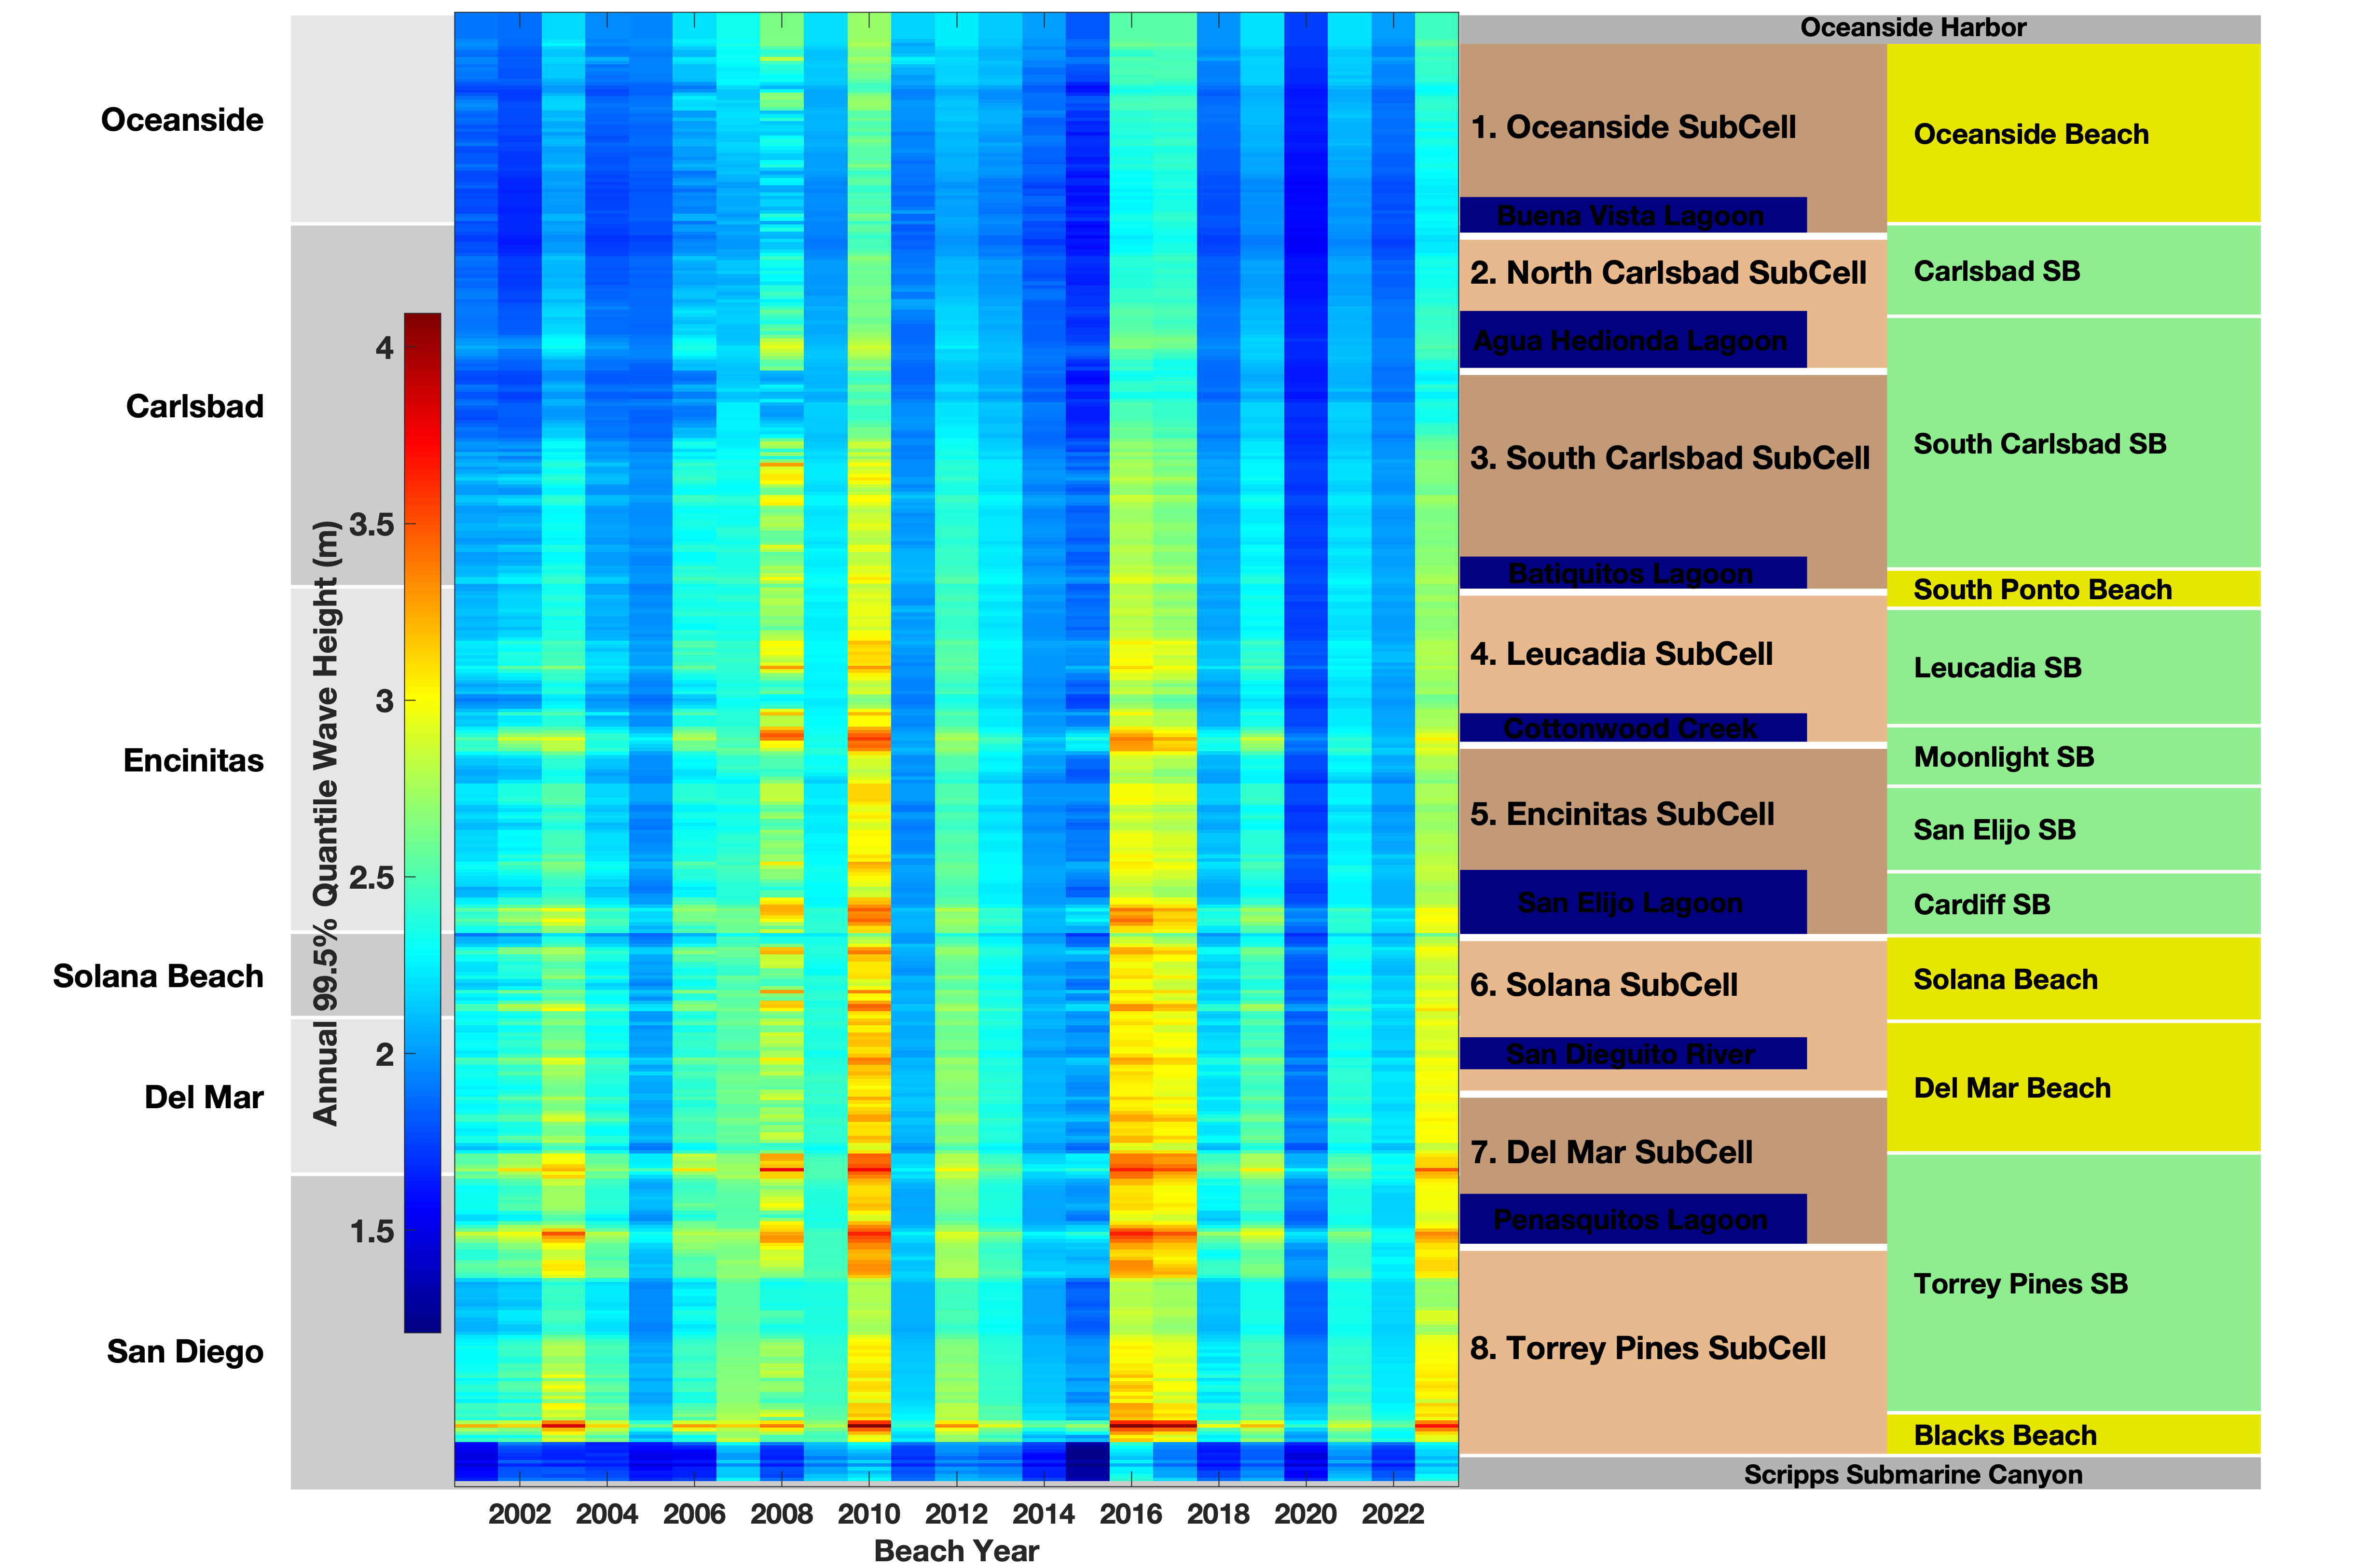 Oceanside
Carlsbad
Encinitas
Solana Beach
Del Mar
San Diego
Annual 99.5% Quantile Wave Height (m)
4
3.5
3
2.5
2
1.5
2002 2004 2006 2008 2010 2012 2014 2016 2018 2020 2022
Beach Year
Oceanside Harbor
1. Oceanside SubCell
Buena Vista Lagoon
2. North Carlsbad SubCell
Agua Hedionda Lagoon
3. South Carlsbad SubCell
Batiquitos Lagoon
4. Leucadia SubCell
Cottonwood Creek
5. Encinitas SubCell
San Elijo Lagoon
6. Solana SubCell
San Dieguito River
7. Del Mar SubCell
Penasquitos Lagoon
8. Torrey Pines SubCell
Oceanside Beach
Carlsbad SB
South Carlsbad SB
South Ponto Beach
Leucadia SB
Moonlight SB
San Elijo SB
Cardiff SB
Solana Beach
Del Mar Beach
Torrey Pines SB
Blacks Beach
Scripps Submarine Canyon